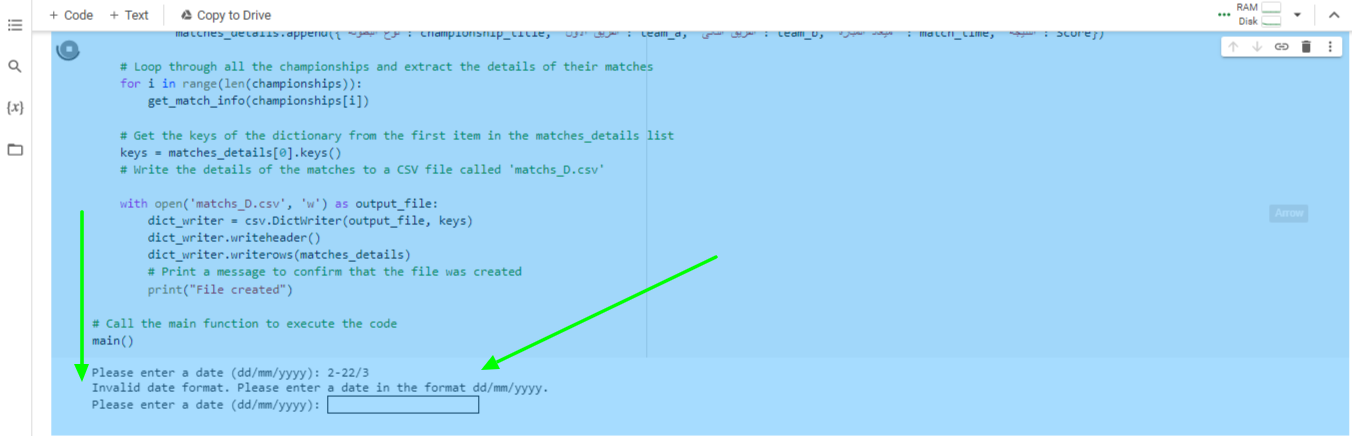 + Code + Text Copy to Drive
RAM
Disk
{x}
matches_details.append({ : championship_title, : team_a, : team_b, : match_time, : Score})
# Loop through all the championships and extract the details of their matches
for i in range(len(championships)):
get_match_info(championships[i])
# Get the keys of the dictionary from the first item in the matches_details list
keys = matches_details[0].keys()
# Write the details of the matches to a CSV file called 'matchs_D.csv'
with open('matchs_D.csv', 'w') as output_file:
dict_writer = csv.DictWriter(output_file, keys)
dict_writer.writeheader()
dict_writer.writerows(matches_details)
# Print a message to confirm that the file was created
print("File created")
Arrow
# Call the main function to execute the code
main()
Please enter a date (dd/mm/yyyy): 2-22/3
Invalid date format. Please enter a date in the format dd/mm/yyyy.
Please enter a date (dd/mm/yyyy):